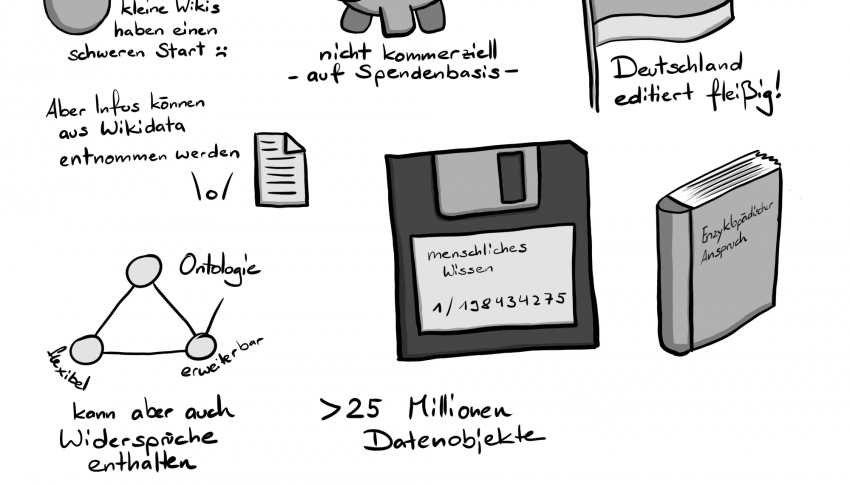 kleine Wikis
haben einen
schweren Start :(
nicht kommerziell
- auf Spendenbasis -
Deutschland
editiert fleißig!
Aber Infos können
aus Wikidata
entnommen werden
\o/
menschliches
Wissen
1/198434275
Enzyklopädischer
Anspruch
Ontologie
flexibel
erweiterbar
kann aber auch
Widersprüche
enthalten
>25 Millionen
Datenobjekte